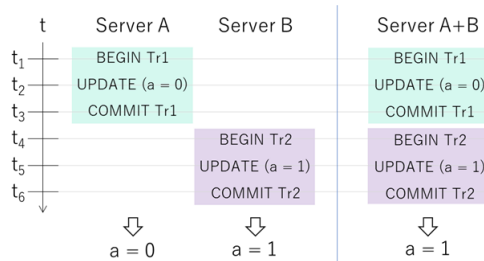 t Server A Server B Server A+B
t₁ BEGIN Tr1 BEGIN Tr1
t₂ UPDATE (a = 0) UPDATE (a = 0)
t₃ COMMIT Tr1 COMMIT Tr1
t₄ BEGIN Tr2 BEGIN Tr2
t₅ UPDATE (a = 1) UPDATE (a = 1)
t₆ COMMIT Tr2 COMMIT Tr2
a = 0 a = 1 a = 1